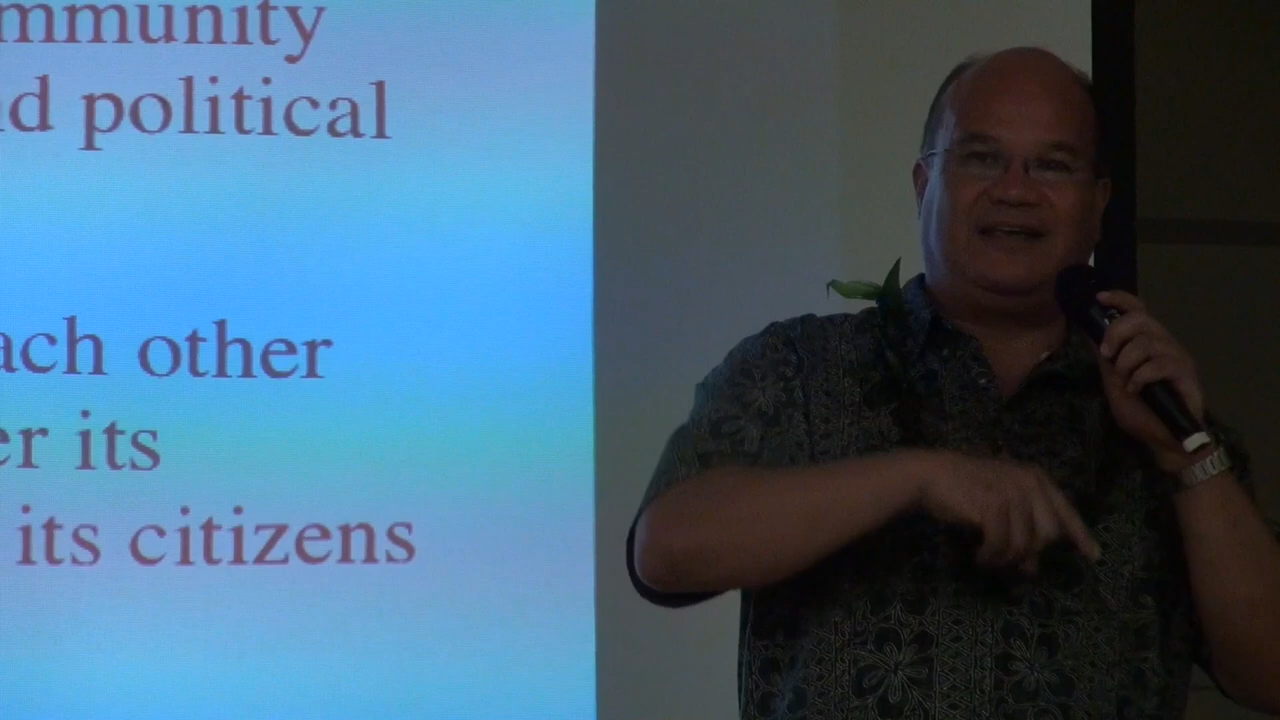 mmunity
d political
ach other
er its
its citizens